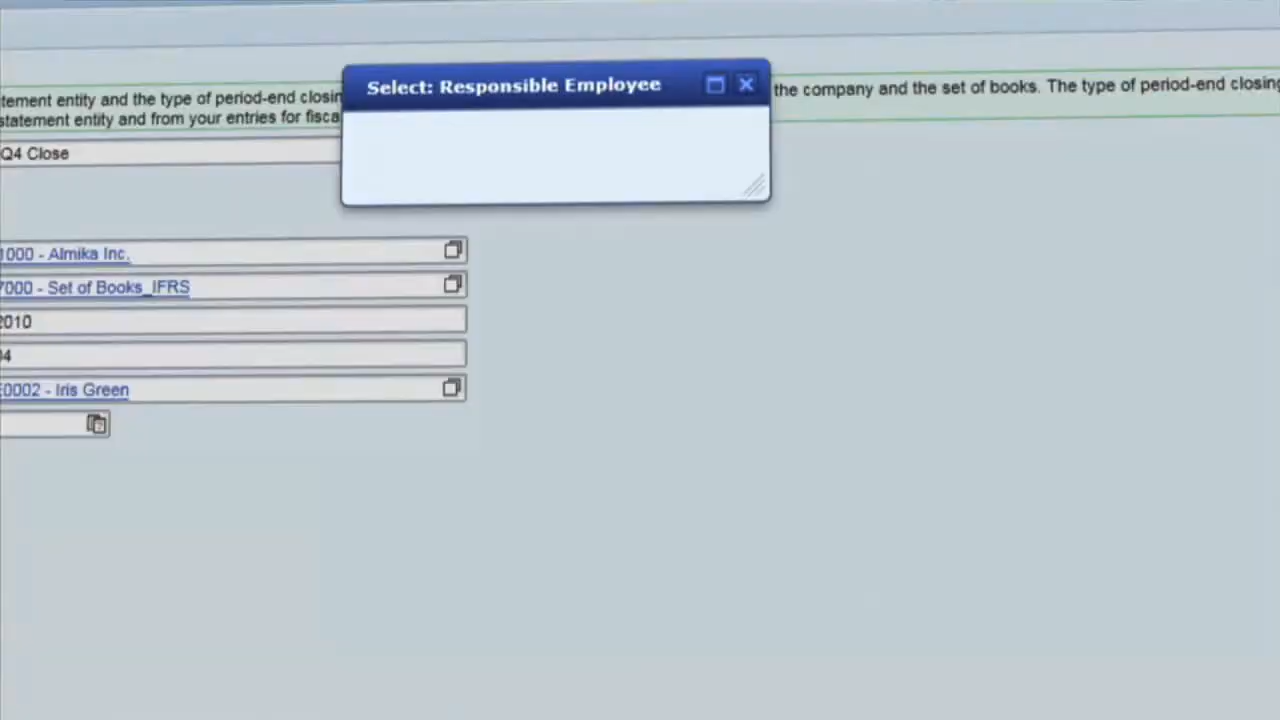 Select: Responsible Employee
tement entity and the type of period-end closin the company and the set of books. The type of period-end closing
statement entity and from your entries for fisca
Q4 Close
1000 - Almika Inc.
7000 - Set of Books_IFRS
2010
04
E0002 - Iris Green